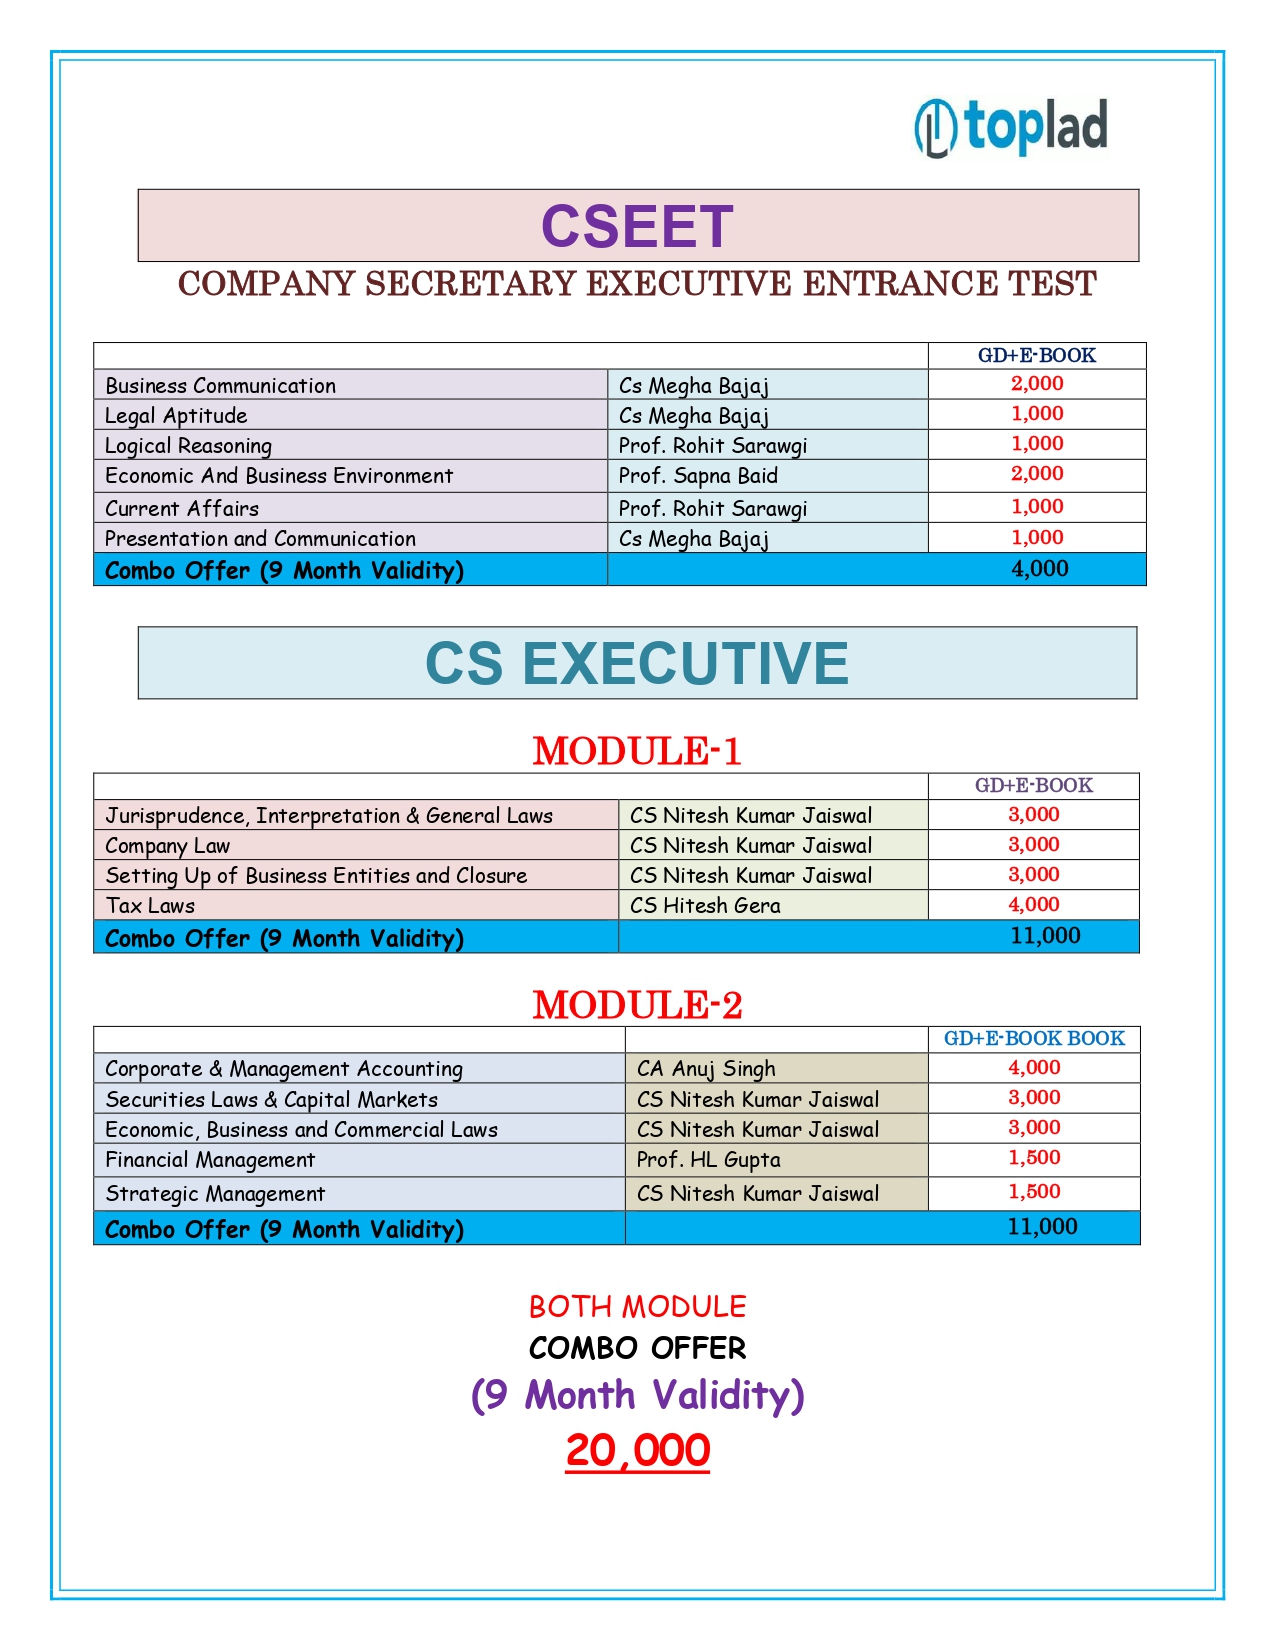 toplad
CSEET
COMPANY SECRETARY EXECUTIVE ENTRANCE TEST
GD+E-BOOK
Business Communication Cs Megha Bajaj 2,000
Legal Aptitude Cs Megha Bajaj 1,000
Logical Reasoning Prof. Rohit Sarawgi 1,000
Economic And Business Environment Prof. Sapna Baid 2,000
Current Affairs Prof. Rohit Sarawgi 1,000
Presentation and Communication Cs Megha Bajaj 1,000
Combo Offer (9 Month Validity) 4,000
CS EXECUTIVE
MODULE-1
GD+E-BOOK
Jurisprudence, Interpretation & General Laws CS Nitesh Kumar Jaiswal 3,000
Company Law CS Nitesh Kumar Jaiswal 3,000
Setting Up of Business Entities and Closure CS Nitesh Kumar Jaiswal 3,000
Tax Laws CS Hitesh Gera 4,000
Combo Offer (9 Month Validity) 11,000
MODULE-2
GD+E-BOOK BOOK
Corporate & Management Accounting CA Anuj Singh 4,000
Securities Laws & Capital Markets CS Nitesh Kumar Jaiswal 3,000
Economic, Business and Commercial Laws CS Nitesh Kumar Jaiswal 3,000
Financial Management Prof. HL Gupta 1,500
Strategic Management CS Nitesh Kumar Jaiswal 1,500
Combo Offer (9 Month Validity) 11,000
BOTH MODULE
COMBO OFFER
(9 Month Validity)
20,000